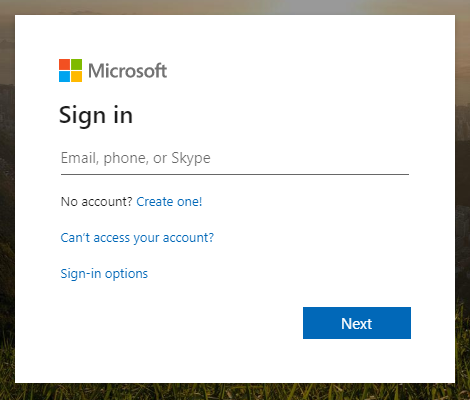 Microsoft
Sign in
Email, phone, or Skype
No account? Create one!
Can't access your account?
Sign-in options
Next